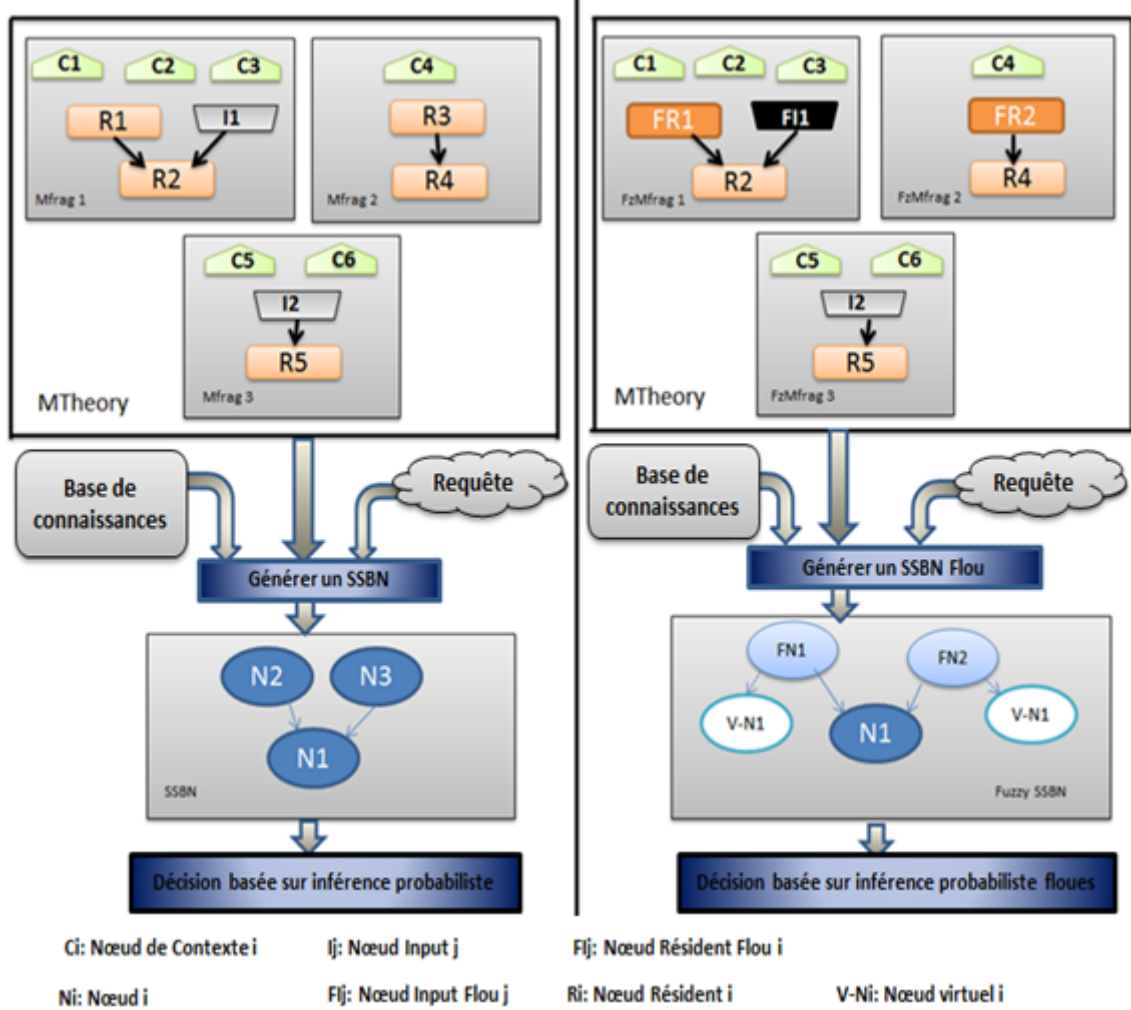 C1
C2
C3
R1
I1
R2
Mfrag 1
C4
R3
R4
Mfrag 2
C5
C6
I2
R5
Mfrag 3
MTheory
Base de
connaissances
Requête
Générer un SSBN
N2
N3
N1
SSBN
Décision basée sur inférence probabiliste
C1
C2
C3
FR1
FI1
R2
FzMfrag 1
C4
FR2
R4
FzMfrag 2
C5
C6
I2
R5
FzMfrag 3
MTheory
Base de
connaissances
Requête
Générer un SSBN Flou
FN1
FN2
V-N1
N1
V-N1
Fuzzy SSBN
Décision basée sur inférence probabiliste floues
Ci: Nœud de Contexte i
Ij: Nœud Input j
FIj: Nœud Résident Flou i
Ni: Nœud i
FIj: Nœud Input Flou j
Ri: Nœud Résident i
V-Ni: Nœud virtuel i